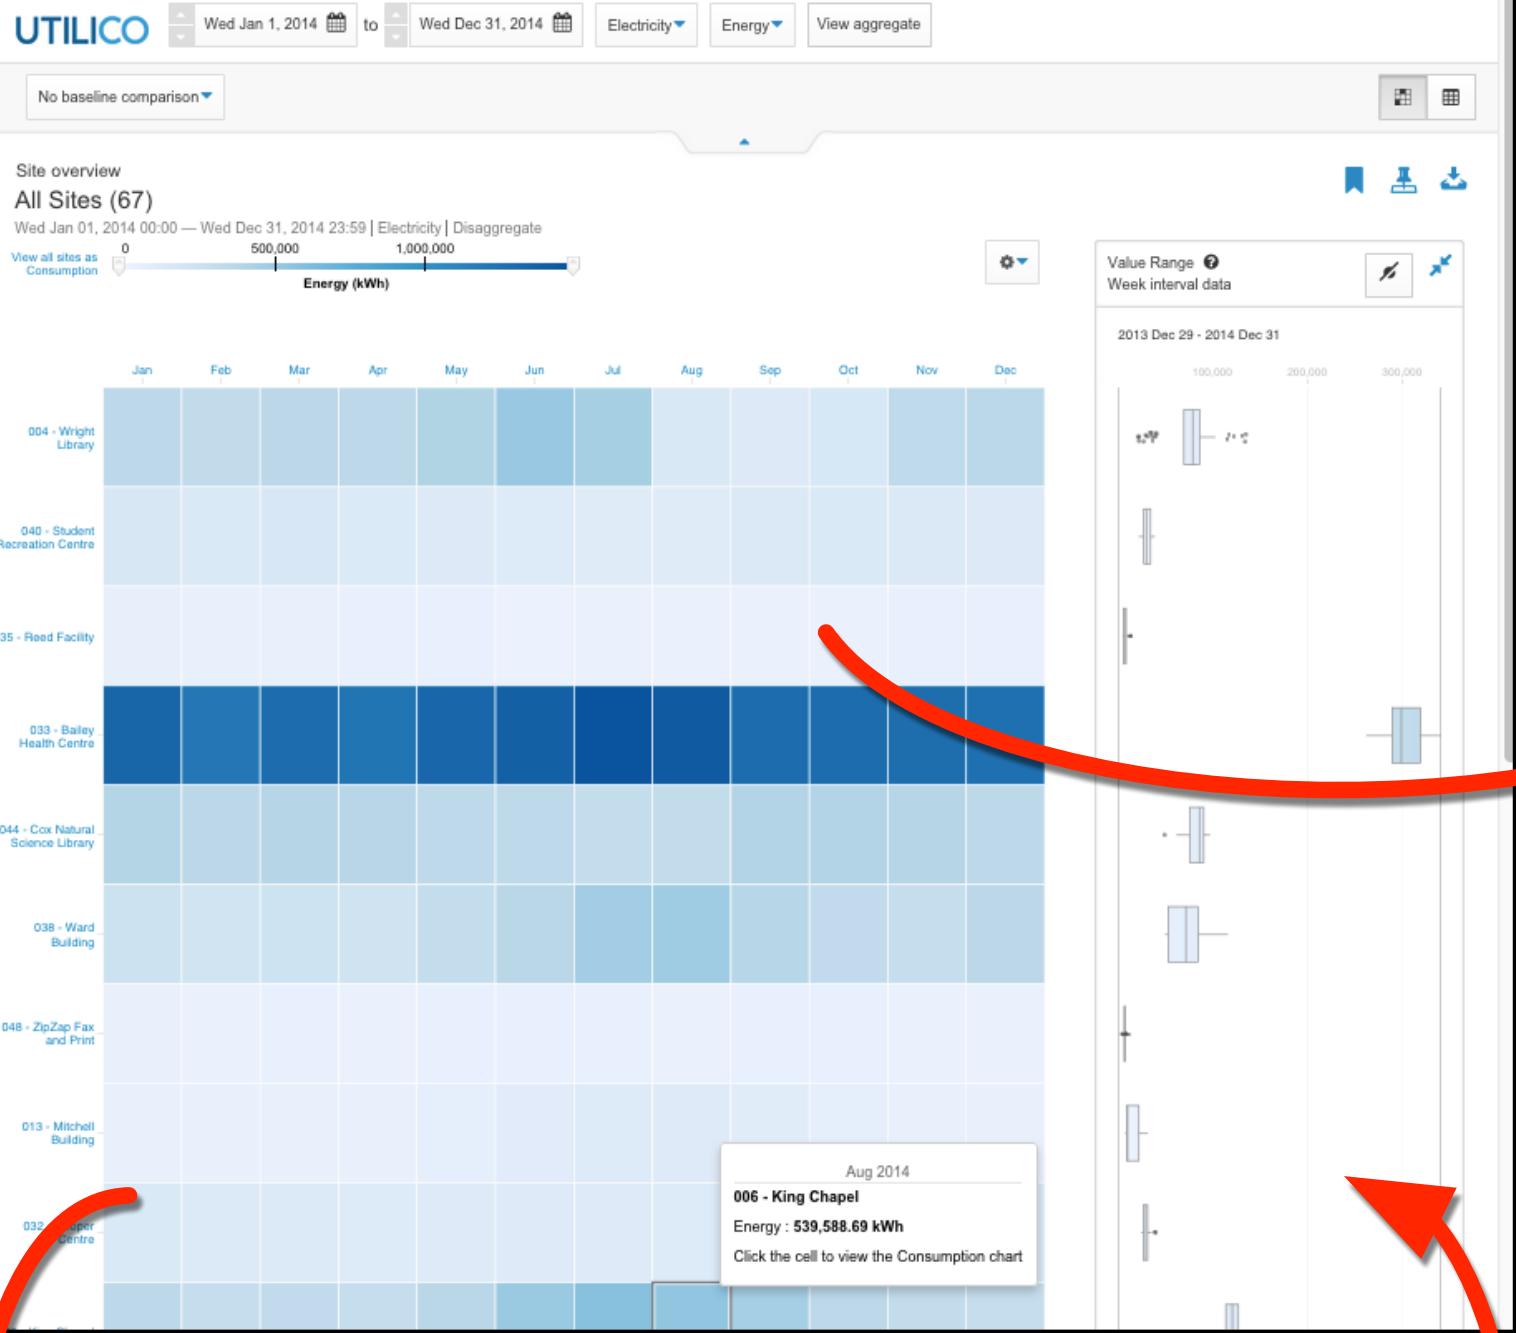 UTILICO
Wed Jan 1, 2014 to Wed Dec 31, 2014 Electricity Energy View aggregate
No baseline comparison
Site overview
All Sites (67)
Wed Jan 01, 2014 00:00 — Wed Dec 31, 2014 23:59 | Electricity | Disaggregate
View all sites as
Consumption
0 500,000 1,000,000
Energy (kWh)
Value Range
Week interval data
2013 Dec 29 - 2014 Dec 31
100,000 200,000 300,000
Jan Feb Mar Apr May Jun Jul Aug Sep Oct Nov Dec
004 - Wright
Library
040 - Student
Recreation Centre
35 - Reed Facility
033 - Bailey
Health Centre
044 - Cox Natural
Science Library
038 - Ward
Building
048 - ZipZap Fax
and Print
013 - Mitchell
Building
032
Centre
Aug 2014
006 - King Chapel
Energy : 539,588.69 kWh
Click the cell to view the Consumption chart